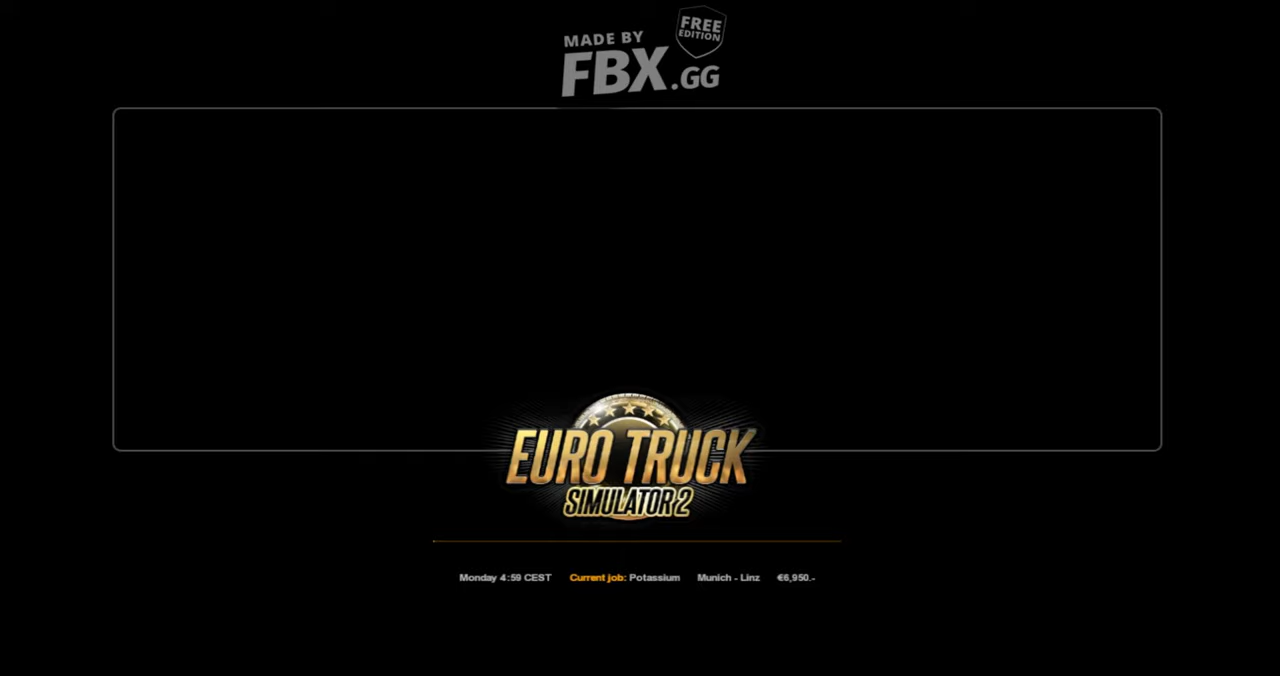 FREE
EDITION
MADE BY
FBX.GG
EURO TRUCK
SIMULATOR 2
Monday 4:59 CEST Current job: Potassium Munich - Linz €6,950.-